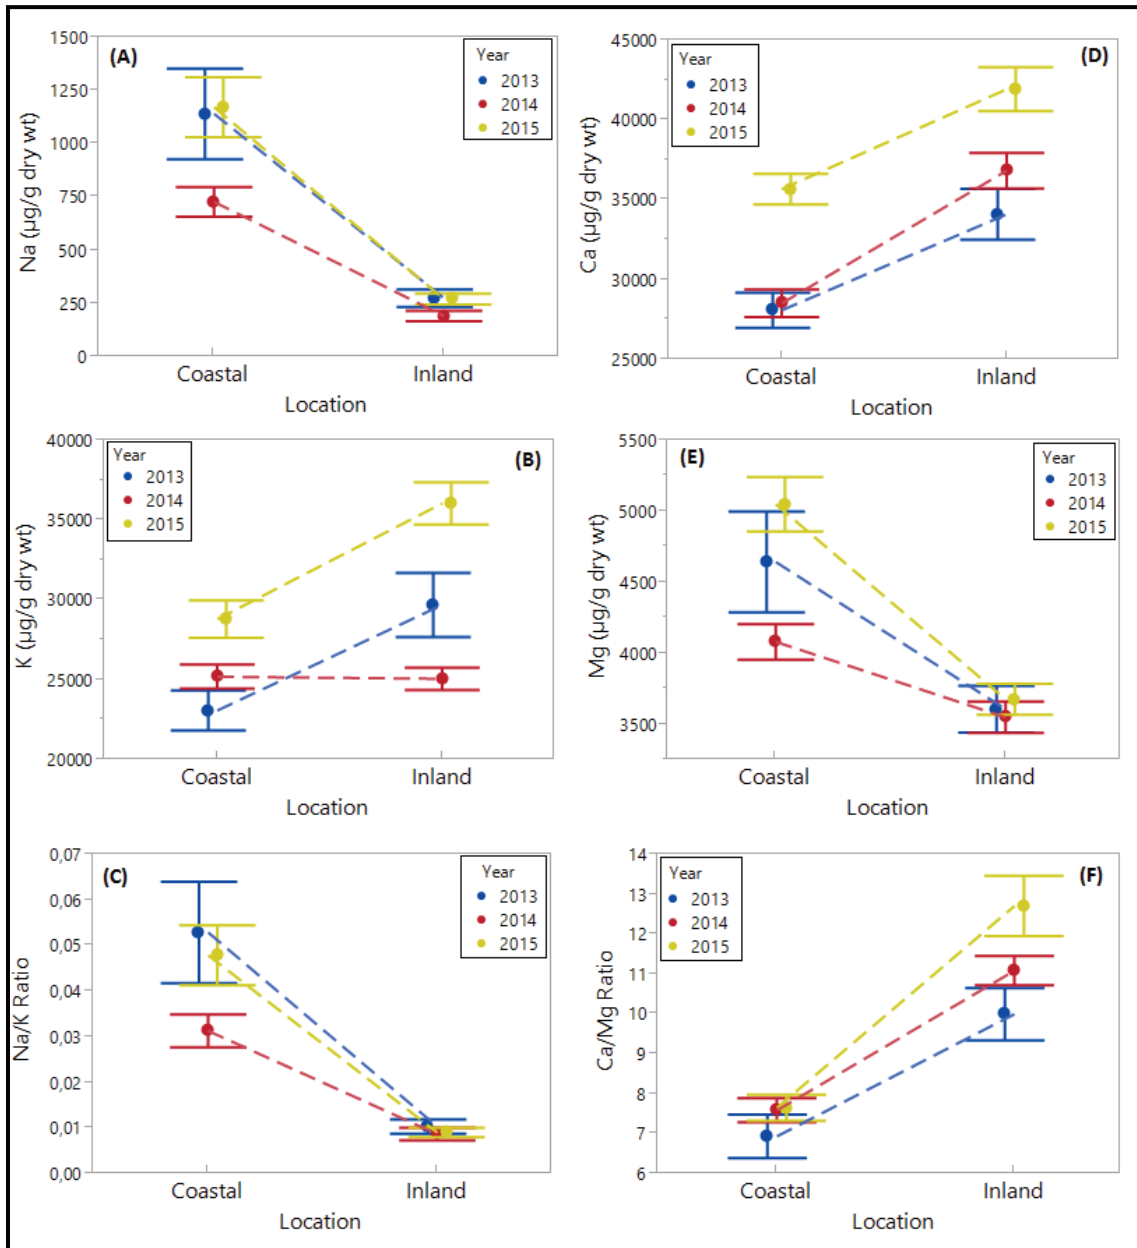 (A)
Year
2013
2014
2015
1500
1250
1000
750
500
250
0
Na (µg/g dry wt)
Coastal
Inland
Location
(D)
Year
2013
2014
2015
45000
40000
35000
30000
25000
Ca (µg/g dry wt)
Coastal
Inland
Location
(B)
Year
2013
2014
2015
40000
35000
30000
25000
20000
K (µg/g dry wt)
Coastal
Inland
Location
(E)
Year
2013
2014
2015
5500
5000
4500
4000
3500
Mg (µg/g dry wt)
Coastal
Inland
Location
(C)
Year
2013
2014
2015
0,07
0,06
0,05
0,04
0,03
0,02
0,01
0,00
Na/K Ratio
Coastal
Inland
Location
(F)
Year
2013
2014
2015
14
13
12
11
10
9
8
7
6
Ca/Mg Ratio
Coastal
Inland
Location